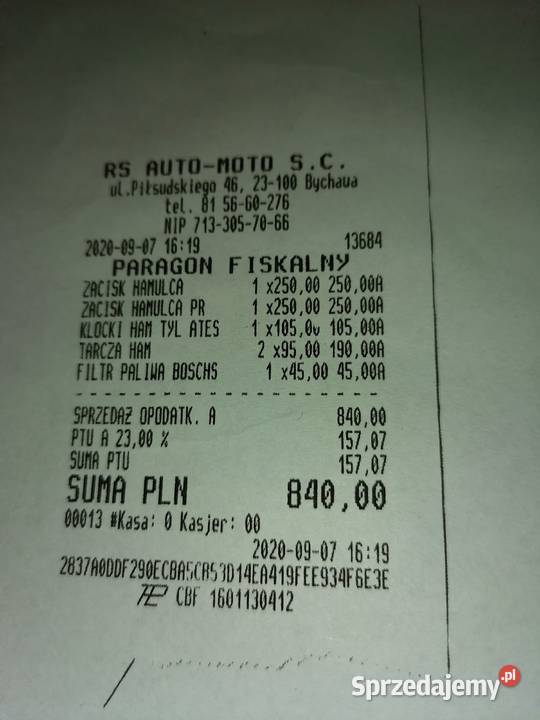 RS AUTO-MOTO S.C.
ul.Piłsudskiego 46, 23-100 Bychawa
tel. 81 56-60-276
NIP 713-305-70-66
2020-09-07 16:19 13684
PARAGON FISKALNY
ZACISK HAMULCA 1 x250,00 250,00A
ZACISK HAMULCA PR 1 x250,00 250,00A
KLOCKI HAM TYŁ ATES 1 x105,00 105,00A
TARCZA HAM 2 x95,00 190,00A
FILTR PALIWA BOSCHS 1 x45,00 45,00A
SPRZEDAŻ OPODATK. A 840,00
PTU A 23,00 % 157,07
SUMA PTU 157,07
SUMA PLN 840,00
00013 #Kasa: 0 Kasjer: 00
2020-09-07 16:19
CBF 1601130412
Sprzedajemy.pl